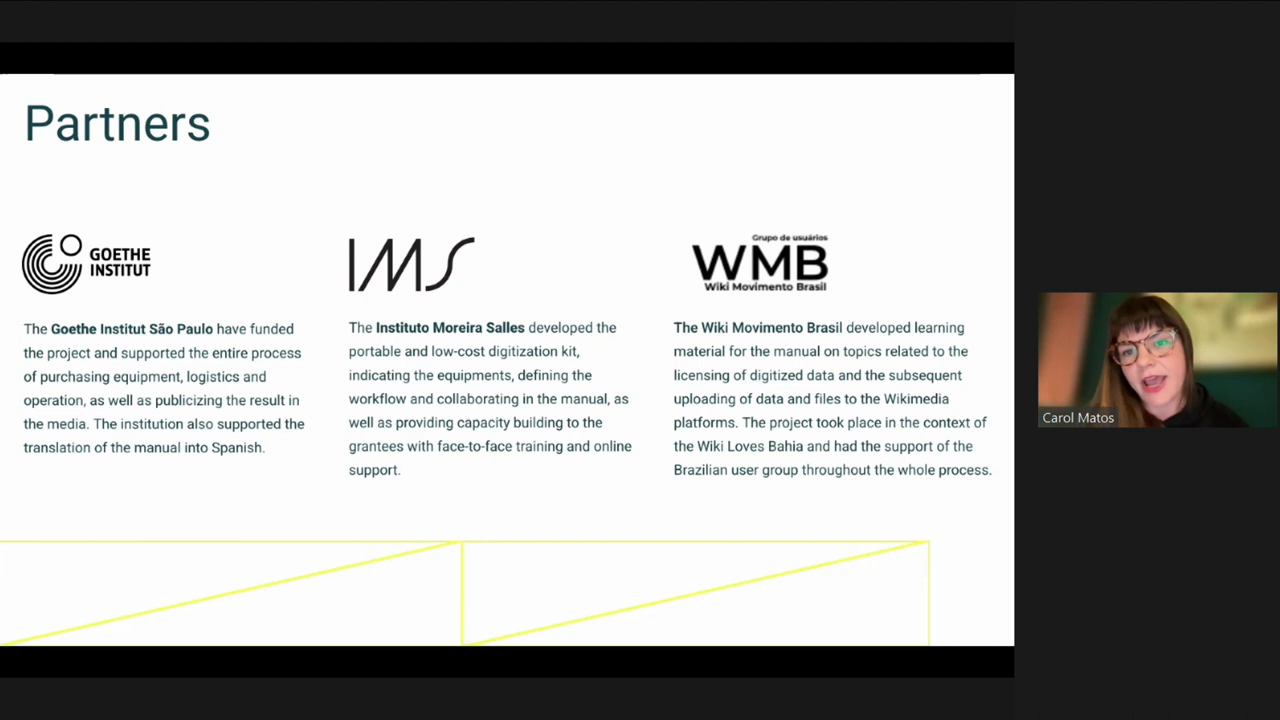 Partners
GOETHE
INSTITUT
The Goethe Institut São Paulo have funded
the project and supported the entire process
of purchasing equipment, logistics and
operation, as well as publicizing the result in
the media. The institution also supported the
translation of the manual into Spanish.
IMS
The Instituto Moreira Salles developed the
portable and low-cost digitization kit,
indicating the equipments, defining the
workflow and collaborating in the manual, as
well as providing capacity building to the
grantees with face-to-face training and online
support.
Grupo de usuários
WMB
Wiki Movimento Brasil
The Wiki Movimento Brasil developed learning
material for the manual on topics related to the
licensing of digitized data and the subsequent
uploading of data and files to the Wikimedia
platforms. The project took place in the context of
the Wiki Loves Bahia and had the support of the
Brazilian user group throughout the whole process.
Carol Matos